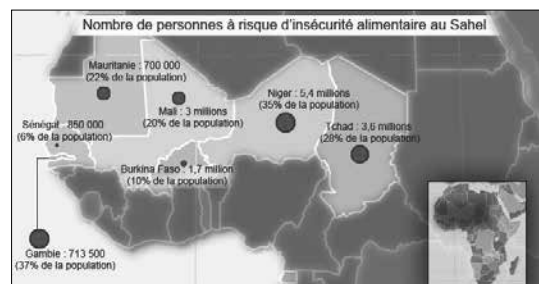 Nombre de personnes à risque d'insécurité alimentaire au Sahel
Mauritanie : 700 000
(22% de la population)
Mali : 3 millions
(20% de la population)
Niger : 5,4 millions
(35% de la population)
Tchad : 3,6 millions
(28% de la population)
Sénégal : 850 000
(6% de la population)
Burkina Faso : 1,7 million
(10% de la population)
Gambie : 713 500
(37% de la population)